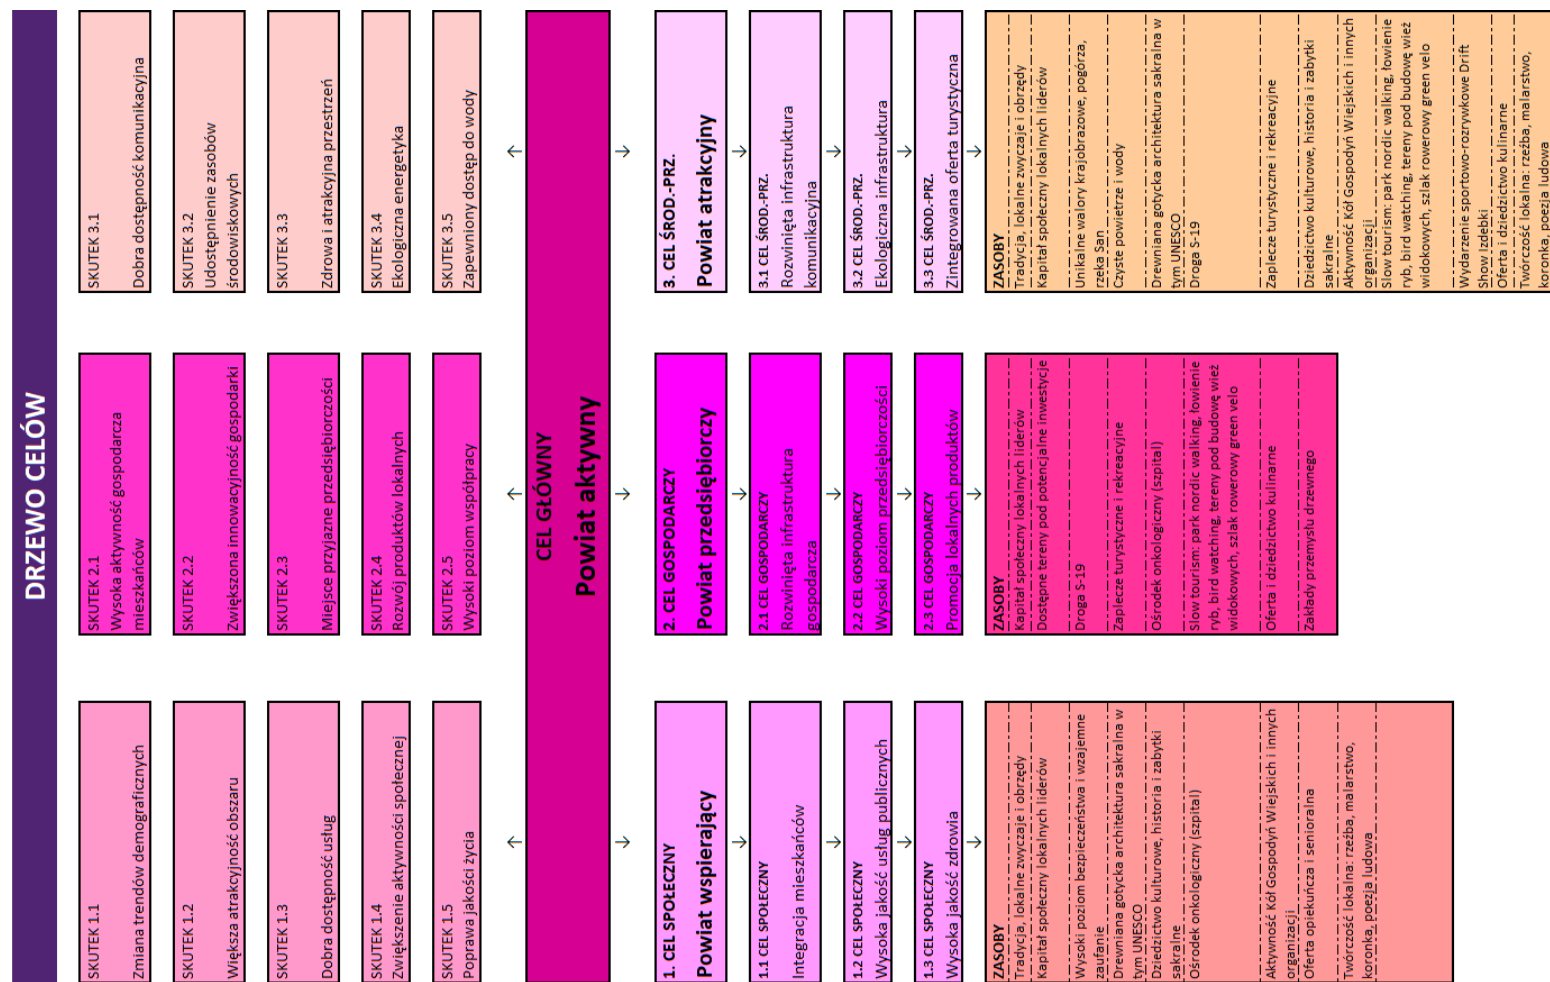 DRZEWO CELÓW
SKUTEK 1.1
Zmiana trendów demograficznych
SKUTEK 2.1
Wysoka aktywność gospodarcza
mieszkańców
SKUTEK 3.1
Dobra dostępność komunikacyjna
SKUTEK 1.2
Większa atrakcyjność obszaru
SKUTEK 2.2
Zwiększona innowacyjność gospodarki
SKUTEK 3.2
Udostępnienie zasobów
środowiskowych
SKUTEK 1.3
Dobra dostępność usług
SKUTEK 2.3
Miejsce przyjazne przedsiębiorczości
SKUTEK 3.3
Zdrowa i atrakcyjna przestrzeń
SKUTEK 1.4
Zwiększenie aktywności społecznej
SKUTEK 2.4
Rozwój produktów lokalnych
SKUTEK 3.4
Ekologiczna energetyka
SKUTEK 1.5
Poprawa jakości życia
SKUTEK 2.5
Wysoki poziom współpracy
SKUTEK 3.5
Zapewniony dostęp do wody
CEL GŁÓWNY
Powiat aktywny
1. CEL SPOŁECZNY
Powiat wspierający
2. CEL GOSPODARCZY
Powiat przedsiębiorczy
3. CEL ŚROD.-PRZ.
Powiat atrakcyjny
1.1 CEL SPOŁECZNY
Integracja mieszkańców
2.1 CEL GOSPODARCZY
Rozwinięta infrastruktura
gospodarcza
3.1 CEL ŚROD.-PRZ.
Rozwinięta infrastruktura
komunikacyjna
1.2 CEL SPOŁECZNY
Wysoka jakość usług publicznych
2.2 CEL GOSPODARCZY
Wysoki poziom przedsiębiorczości
3.2 CEL ŚROD.-PRZ.
Ekologiczna infrastruktura
1.3 CEL SPOŁECZNY
Wysoka jakość zdrowia
2.3 CEL GOSPODARCZY
Promocja lokalnych produktów
3.3 CEL ŚROD.-PRZ.
Zintegrowana oferta turystyczna
ZASOBY
Tradycja, lokalne zwyczaje i obrzędy
Kapitał społeczny lokalnych liderów
Wysoki poziom bezpieczeństwa i wzajemne
zaufanie
Drewniana gotycka architektura sakralna w
tym UNESCO
Dziedzictwo kulturowe, historia i zabytki
sakralne
Ośrodek onkologiczny (szpital)
Aktywność Kół Gospodyń Wiejskich i innych
organizacji
Oferta opiekuńcza i senioralna
Twórczość lokalna: rzeźba, malarstwo,
koronka, poezja ludowa
ZASOBY
Kapitał społeczny lokalnych liderów
Dostępne tereny pod potencjalne inwestycje
Droga S-19
Zaplecze turystyczne i rekreacyjne
Ośrodek onkologiczny (szpital)
Slow tourism: park nordic walking, łowienie
ryb, bird watching, tereny pod budowę wież
widokowych, szlak rowerowy green velo
Oferta i dziedzictwo kulinarne
Zakłady przemysłu drzewnego
ZASOBY
Tradycja, lokalne zwyczaje i obrzędy
Kapitał społeczny lokalnych liderów
Unikalne walory krajobrazowe, pogórza,
rzeka San
Czyste powietrze i wody
Drewniana gotycka architektura sakralna w
tym UNESCO
Droga S-19
Zaplecze turystyczne i rekreacyjne
Dziedzictwo kulturowe, historia i zabytki
sakralne
Aktywność Kół Gospodyń Wiejskich i innych
organizacji
Slow tourism: park nordic walking, łowienie
ryb, bird watching, tereny pod budowę wież
widokowych, szlak rowerowy green velo
Wydarzenie sportowo-rozrywkowe Drift
Show Izdebki
Oferta i dziedzictwo kulinarne
Twórczość lokalna: rzeźba, malarstwo,
koronka, poezja ludowa